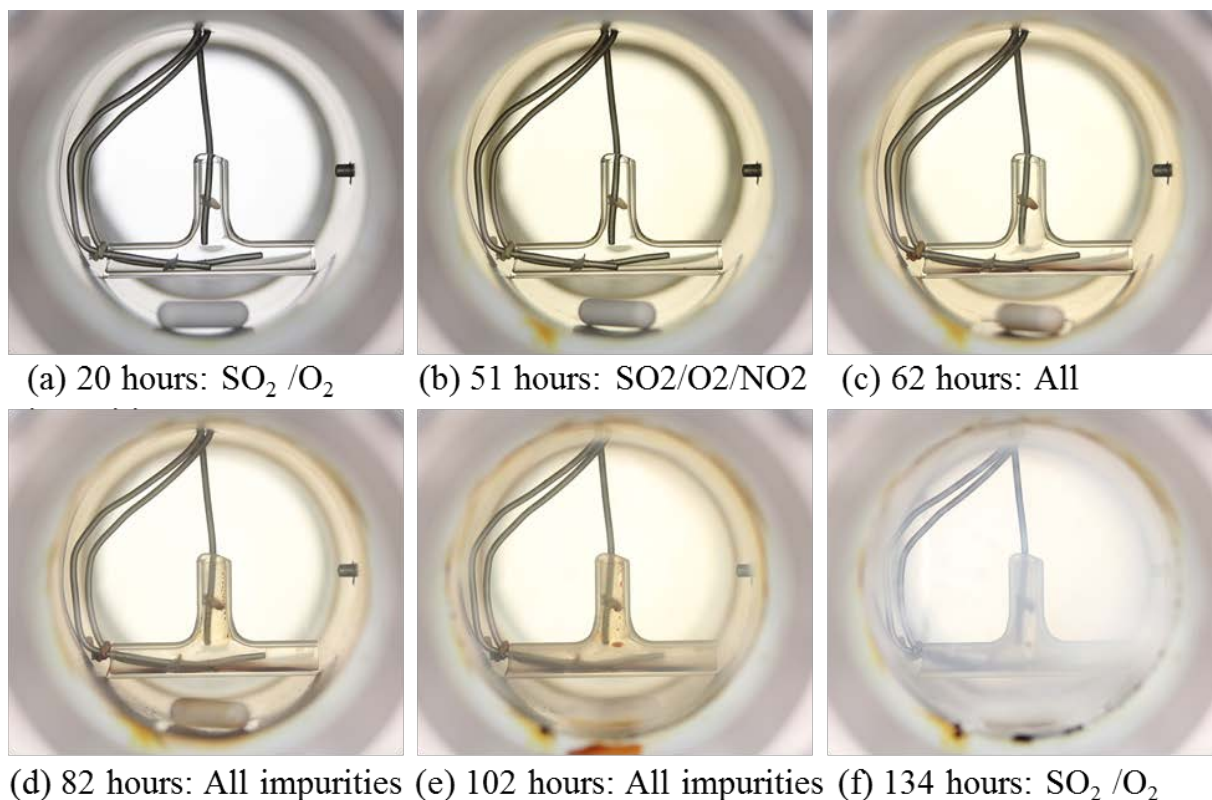 (a) 20 hours: SO₂ /O₂
(b) 51 hours: SO2/O2/NO2
(c) 62 hours: All
(d) 82 hours: All impurities
(e) 102 hours: All impurities
(f) 134 hours: SO₂ /O₂